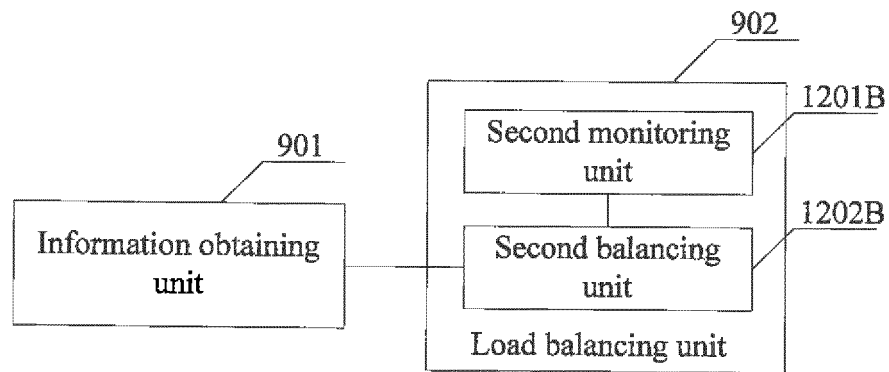 902
1201B
Second monitoring
unit
901
1202B
Information obtaining
unit
Second balancing
unit
Load balancing unit